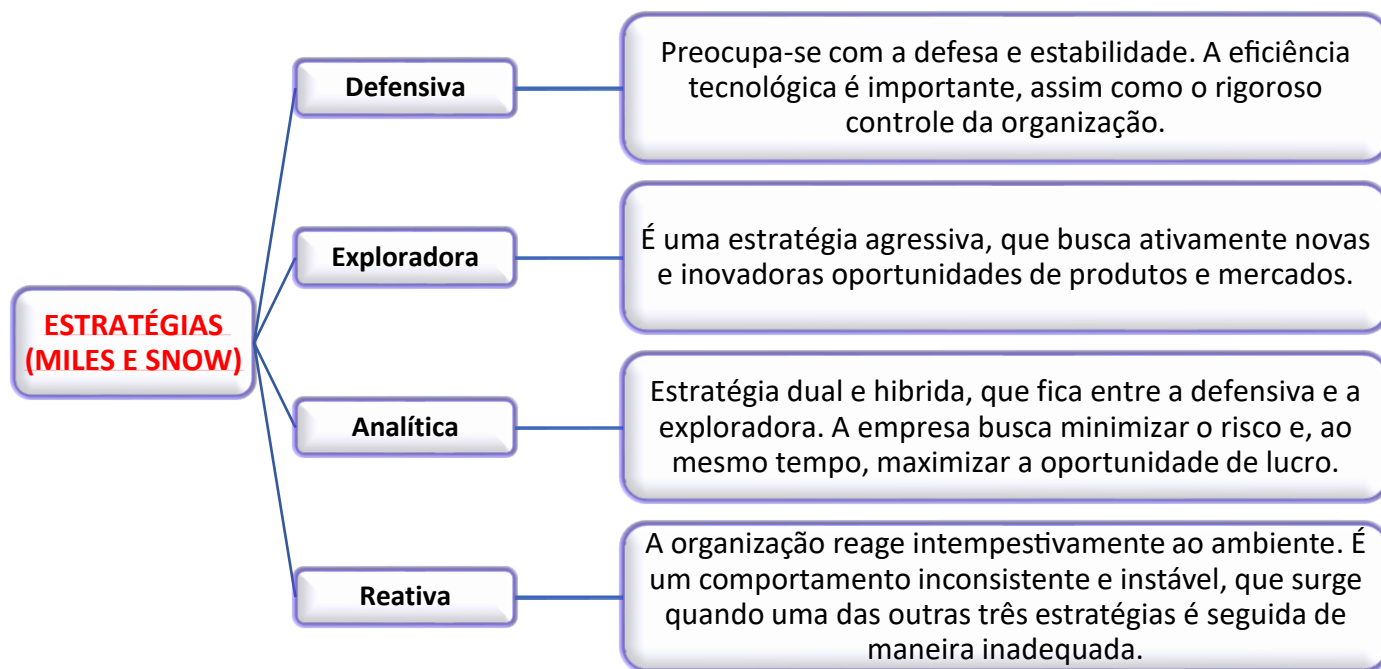 Defensiva
Preocupa-se com a defesa e estabilidade. A eficiência
tecnológica é importante, assim como o rigoroso
controle da organização.
Exploradora
É uma estratégia agressiva, que busca ativamente novas
e inovadoras oportunidades de produtos e mercados.
ESTRATÉGIAS
(MILES E SNOW)
Analítica
Estratégia dual e hibrida, que fica entre a defensiva e a
exploradora. A empresa busca minimizar o risco e, ao
mesmo tempo, maximizar a oportunidade de lucro.
Reativa
A organização reage intempestivamente ao ambiente. É
um comportamento inconsistente e instável, que surge
quando uma das outras três estratégias é seguida de
maneira inadequada.